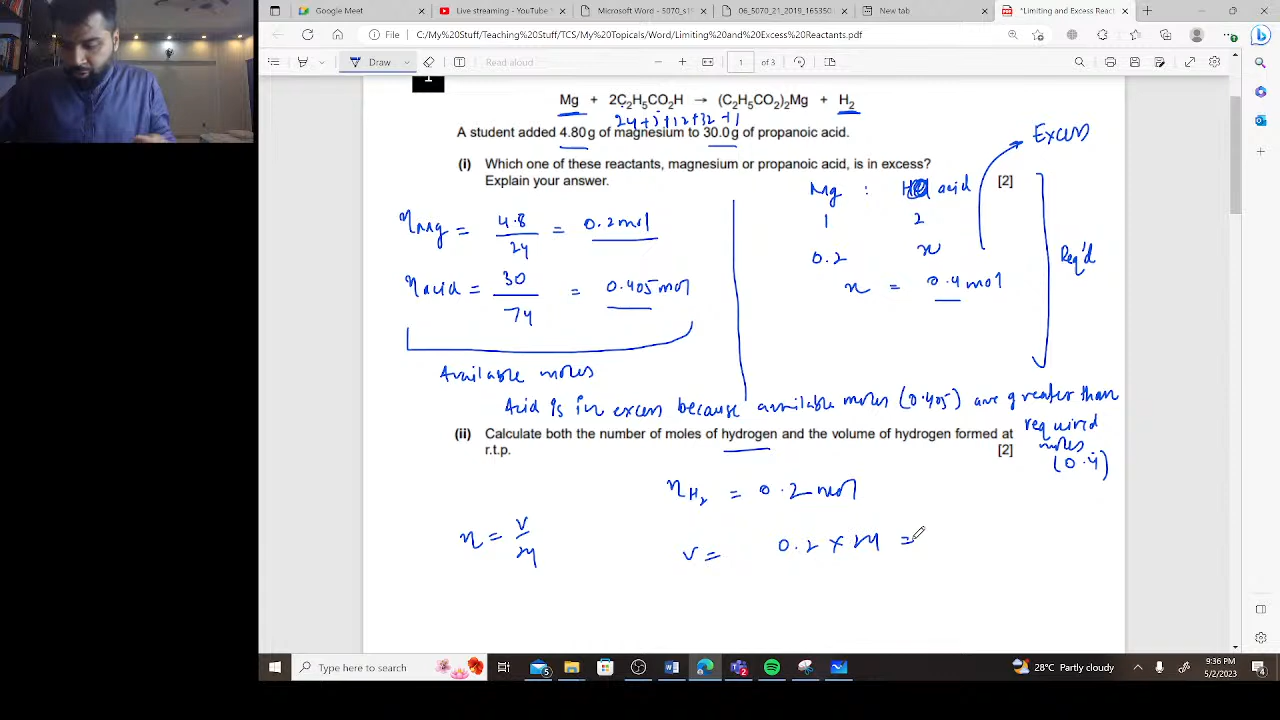 Google Meet
Live streaming - YouTube
Microsoft Word - 5070_s1
06_5070_21_2019_165350
New tab
*Limiting and Excess React
File
C:/My%20Stuff/Teaching%20Stuff/TCS/My%20Topicals/Word/Limiting%20and%20Excess%20Reactants.pdf
Draw
Read aloud
1
of 3
1
Mg + 2C2H5CO2H → (C2H5CO2)2Mg + H2
24+5+12+32+1
A student added 4.80g of magnesium to 30.0g of propanoic acid.
Excess
(i) Which one of these reactants, magnesium or propanoic acid, is in excess?
Explain your answer.
[2]
Mg : acid
1 2
0.2 x
x = 0.4 mol
Req'd
nMg = 4.8/24 = 0.2 mol
n acid = 30/74 = 0.405 mol
Available moles
Acid is in excess because available moles (0.405) are greater than
required
moles
(0.4)
(ii) Calculate both the number of moles of hydrogen and the volume of hydrogen formed at
r.t.p.
[2]
nH2 = 0.2 mol
n = v/24
v = 0.2 x 24 =
Type here to search
28°C Partly cloudy
9:36 PM
5/2/2023